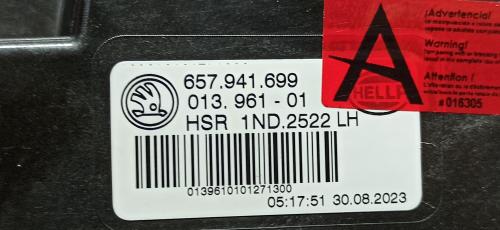 657.941.699
013.961 - 01
HSR 1ND.2522 LH
0139610101271300
05:17:51 30.08.2023
¡Advertencia!
A
Warning!
HELLA
Attention !
#016305